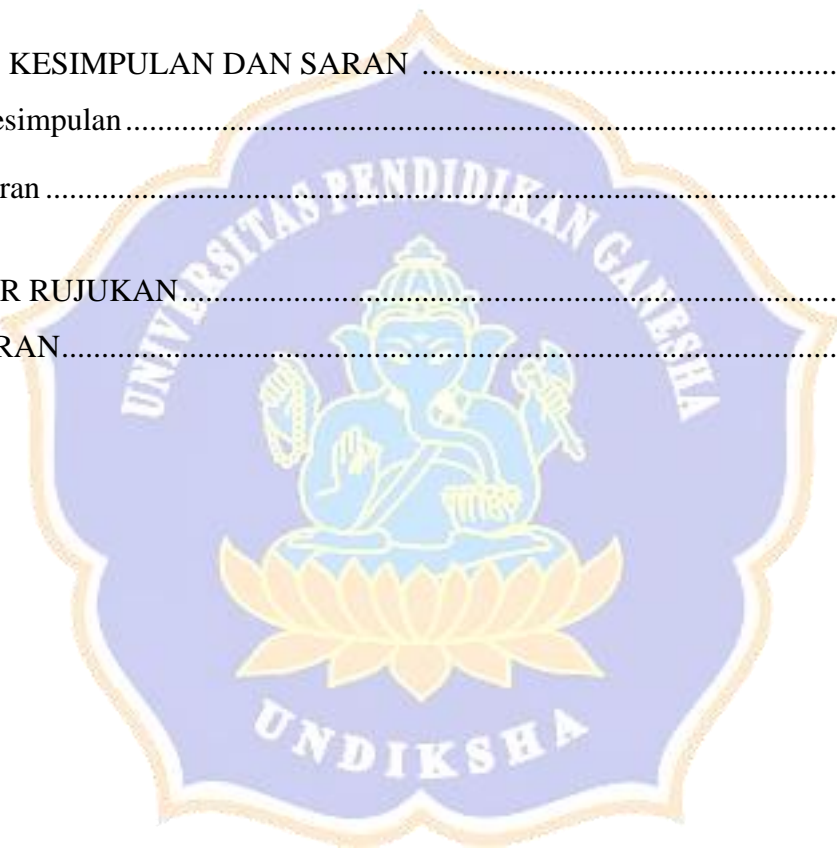 KESIMPULAN DAN SARAN ............................................
esimpulan............................................................................
ran .....................................................................................
R RUJUKAN.......................................................................
RAN....................................................................................
UNIVERSITAS PENDIDIKAN GANESHA
UNDIKSHA